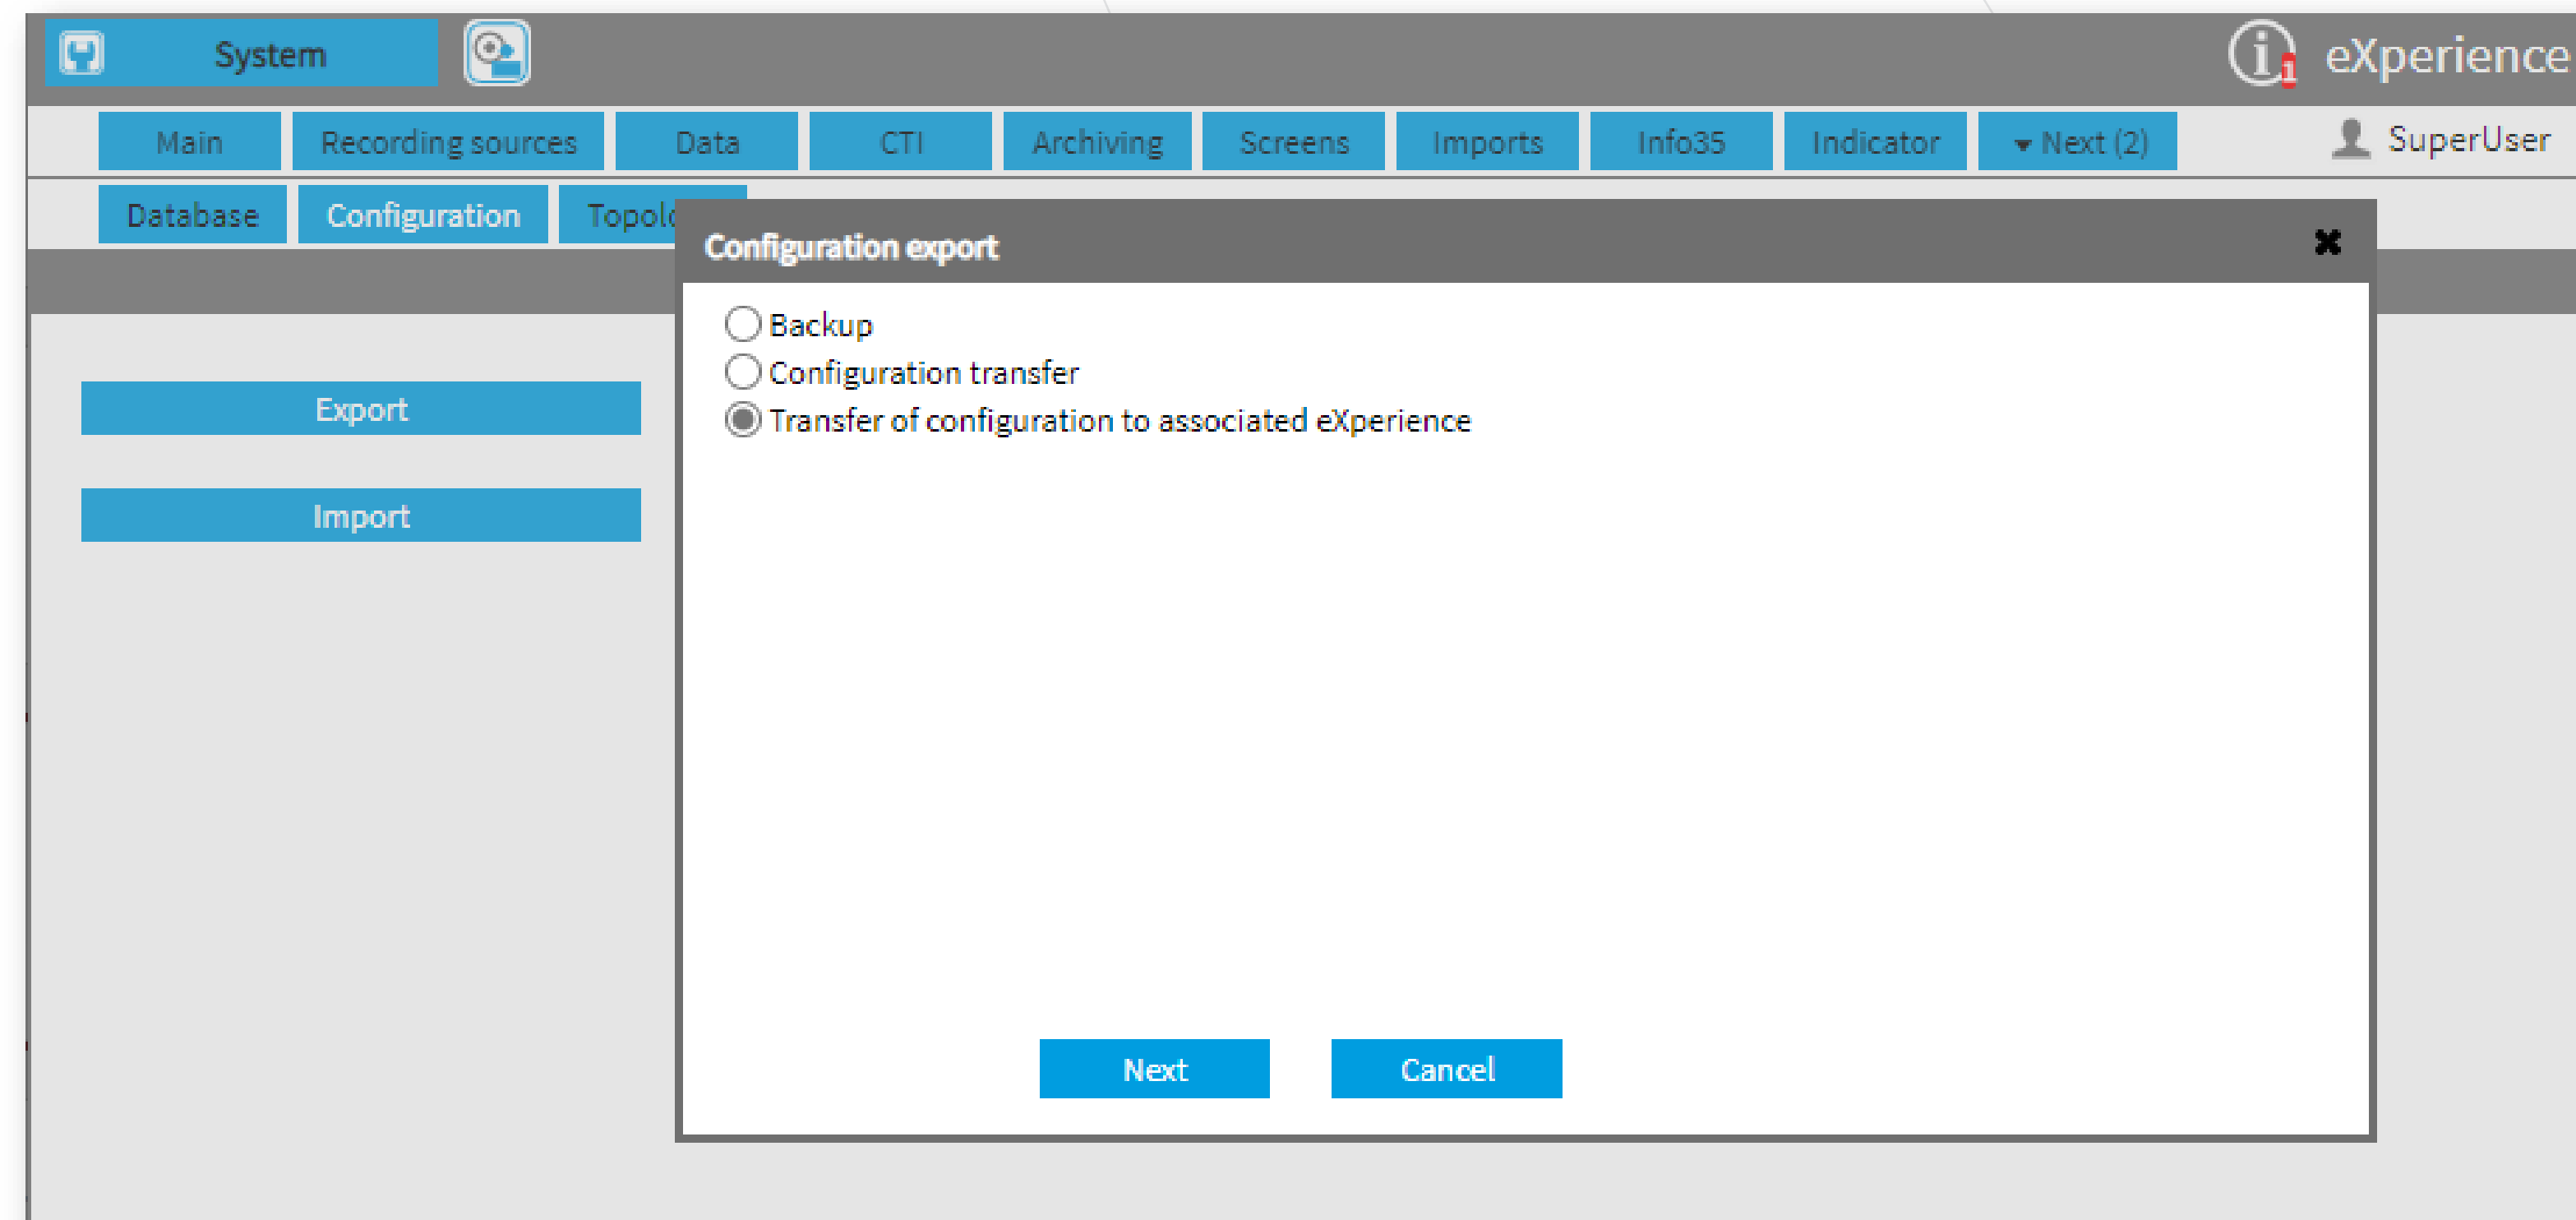 System
1 eXperience
Main Recording sources Data CTI Archiving Screens Imports Info35 Indicator Next (2) SuperUser
Database Configuration
Configuration export
Backup
Configuration transfer
Transfer of configuration to associated eXperience
Export
Import
Next Cancel